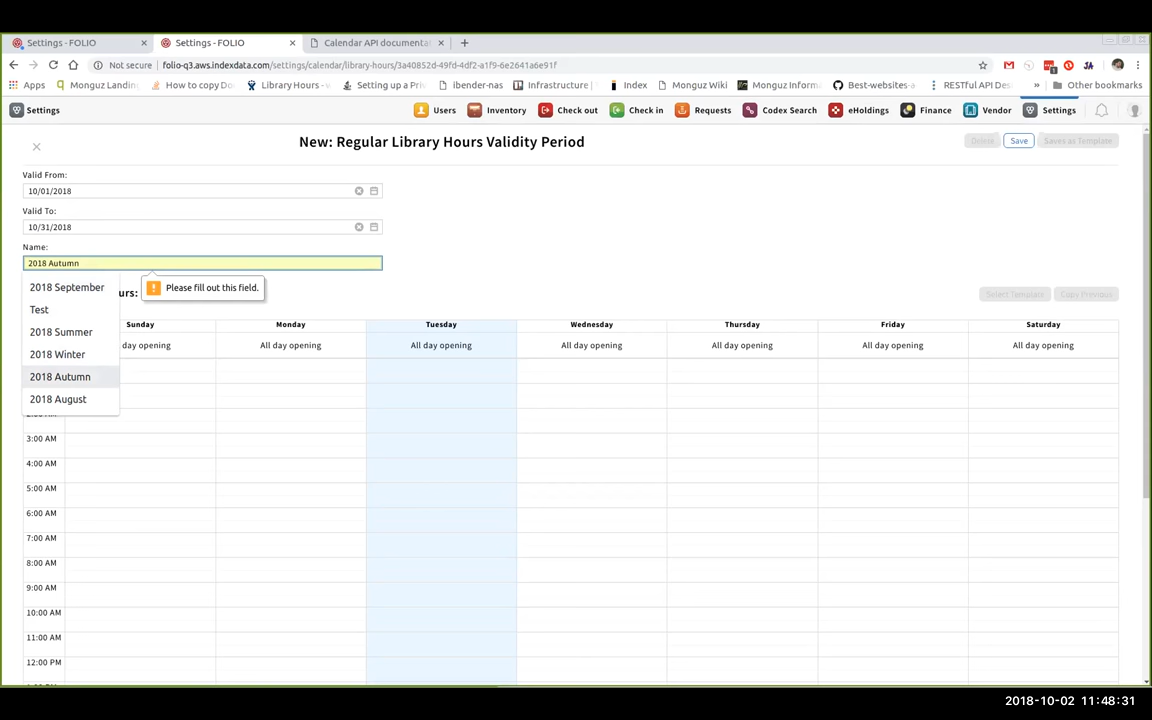 Settings - FOLIO
Settings - FOLIO
Calendar API documenta
Not secure | folio-q3.aws.indexdata.com/settings/calendar/library-hours/3a40852d-49fd-4df2-a1f9-6e2641a6e91f
Apps Monguz Landin Library Hours - How to copy Do Setting up a Priv ibender-nas Infrastructure Index Monguz Wiki Monguz Inform Best-websites-a RESTful API Des » Other bookmarks
Settings Users Inventory Check out Check in Requests Codex Search eHoldings Finance Vendor Settings
New: Regular Library Hours Validity Period
Delete Save Saves as Template
Valid From:
10/01/2018
Valid To:
10/31/2018
Name:
2018 Autumn
Please fill out this field.
2018 September
Test
2018 Summer
2018 Winter
2018 Autumn
2018 August
urs:
Select Template Copy Previous
Sunday Monday Tuesday Wednesday Thursday Friday Saturday
day opening All day opening All day opening All day opening All day opening All day opening All day opening
3:00 AM
4:00 AM
5:00 AM
6:00 AM
7:00 AM
8:00 AM
9:00 AM
10:00 AM
11:00 AM
12:00 PM
2018-10-02 11:48:31